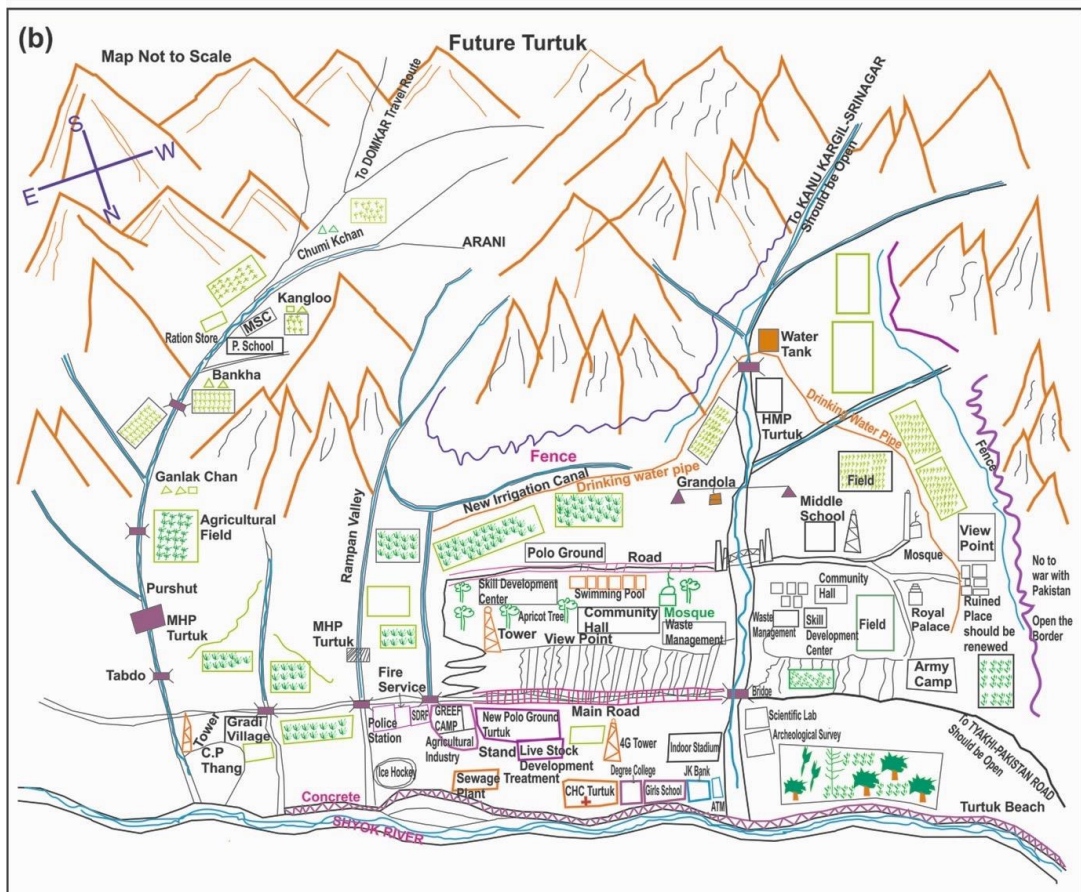 (b)
Map Not to Scale
Future Turtuk
S
W
E
N
To DOMKAR Travel Route
To KANU KARGIL-SRINAGAR
Should be Open
Chumi Kchan
ARANI
Kangloo
MSC
Ration Store
P. School
Bankha
Water
Tank
HMP
Turtuk
Drinking Water Pipe
Fence
Fence
New Irrigation Canal
Drinking water pipe
Grandola
Ganlak Chan
Agricultural
Field
Rampan Valley
Field
Middle
School
Mosque
View
Point
Polo Ground
Road
Purshut
MHP
Turtuk
Skill Development
Center
Swimming Pool
Apricot Tree
Community
Hall
Mosque
Waste
Management
Tower
View Point
Community
Hall
Waste
Management
Skill
Development
Center
Field
Royal
Palace
Ruined
Place
should be
renewed
No to
war with
Pakistan
Open the
Border
MHP
Turtuk
Tabdo
Fire
Service
Army
Camp
Bridge
Tower
Gradi
Village
C.P
Thang
Police
Station
SDRF
GREEF
CAMP
Agricultural
Industry
New Polo Ground
Turtuk
Stand
Live Stock
Development
Main Road
4G Tower
Indoor Stadium
Scientific Lab
Archeological Survey
To TYAKHI-PAKISTAN ROAD
Should be Open
Ice Hockey
Sewage Treatment
Plant
CHC Turtuk
Degree College
Girls School
JK Bank
ATM
Concrete
SHYOK RIVER
Turtuk Beach